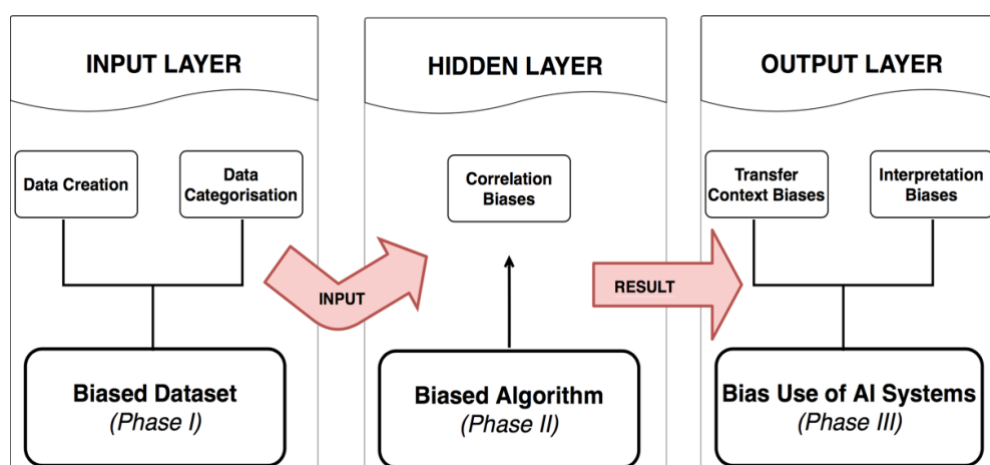 INPUT LAYER
Data Creation
Data
Categorisation
INPUT
Biased Dataset
(Phase I)
HIDDEN LAYER
Correlation
Biases
RESULT
Biased Algorithm
(Phase II)
OUTPUT LAYER
Transfer
Context Biases
Interpretation
Biases
Bias Use of AI Systems
(Phase III)